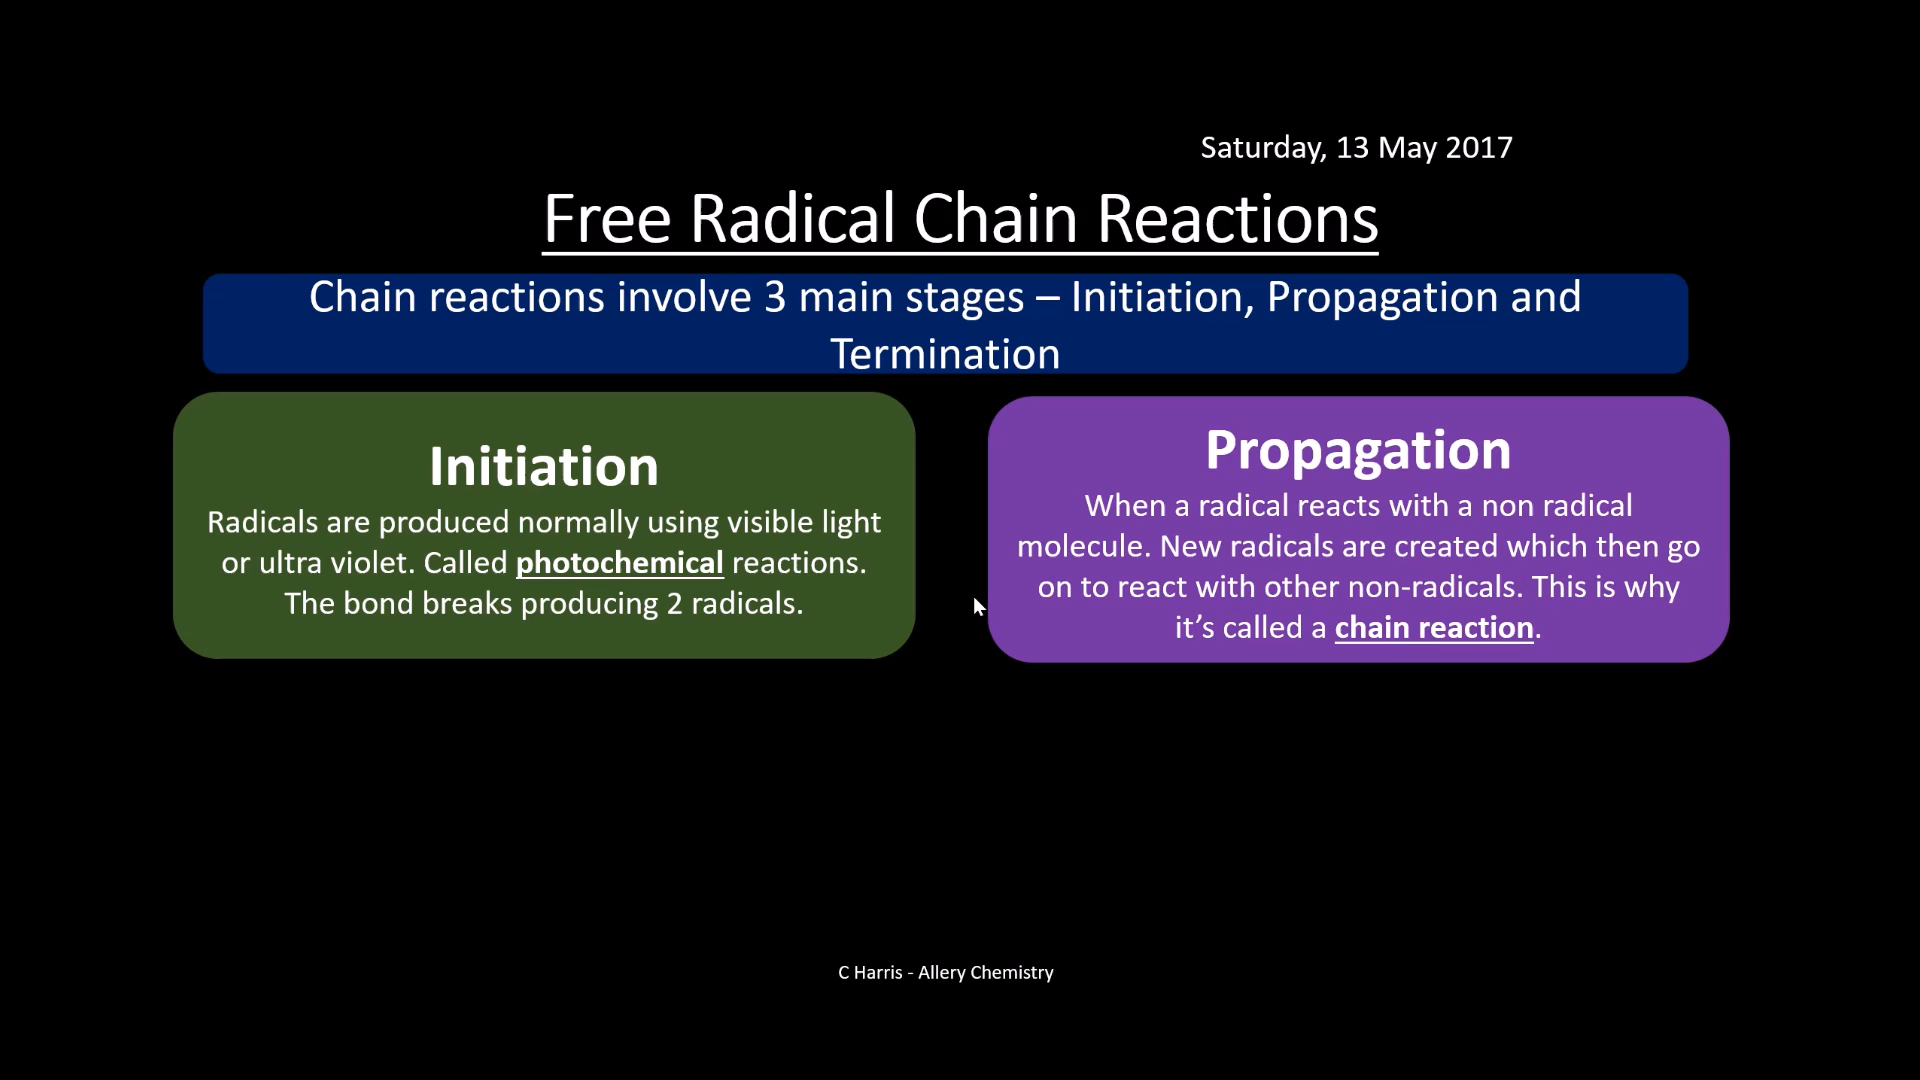 Saturday, 13 May 2017
Free Radical Chain Reactions
Chain reactions involve 3 main stages – Initiation, Propagation and
Termination
Initiation
Radicals are produced normally using visible light
or ultra violet. Called photochemical reactions.
The bond breaks producing 2 radicals.
Propagation
When a radical reacts with a non radical
molecule. New radicals are created which then go
on to react with other non-radicals. This is why
it’s called a chain reaction.
C Harris - Allery Chemistry